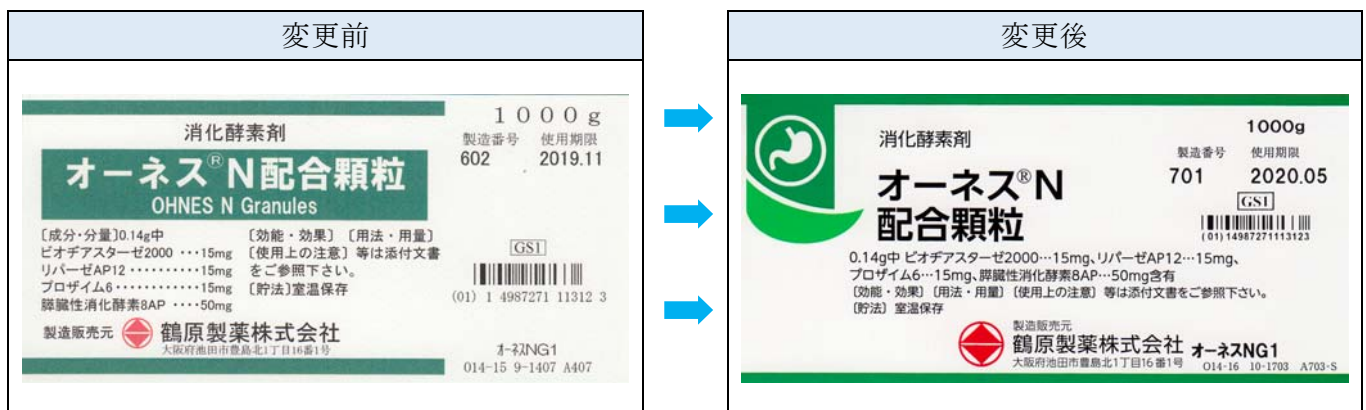 変更前
消化酵素剤
オーネス®N配合顆粒
OHNES N Granules
1000g
製造番号 使用期限
602 2019.11
〔成分・分量〕0.14g中
ビオヂアスターゼ2000 ・・・15mg
リパーゼAP12 ・・・・・・・・・・15mg
プロザイム6・・・・・・・・・・・・15mg
膵臓性消化酵素8AP ・・・・50mg
〔効能・効果〕〔用法・用量〕
〔使用上の注意〕等は添付文書
をご参照下さい。
〔貯法〕室温保存
GS1
(01) 1 4987271 11312 3
製造販売元 鶴原製薬株式会社
大阪府池田市豊島北1丁目16番1号
オーネスNG1
014-15 9-1407 A407
変更後
消化酵素剤
オーネス®N
配合顆粒
1000g
製造番号 使用期限
701 2020.05
GS1
(01)14987271113123
0.14g中 ビオヂアスターゼ2000…15mg、リパーゼAP12…15mg、
プロザイム6…15mg、膵臓性消化酵素8AP…50mg含有
〔効能・効果〕〔用法・用量〕〔使用上の注意〕等は添付文書をご参照下さい。
〔貯法〕室温保存
製造販売元
鶴原製薬株式会社
大阪府池田市豊島北1丁目16番1号
オーネスNG1
014-16 10-1703 A703-S